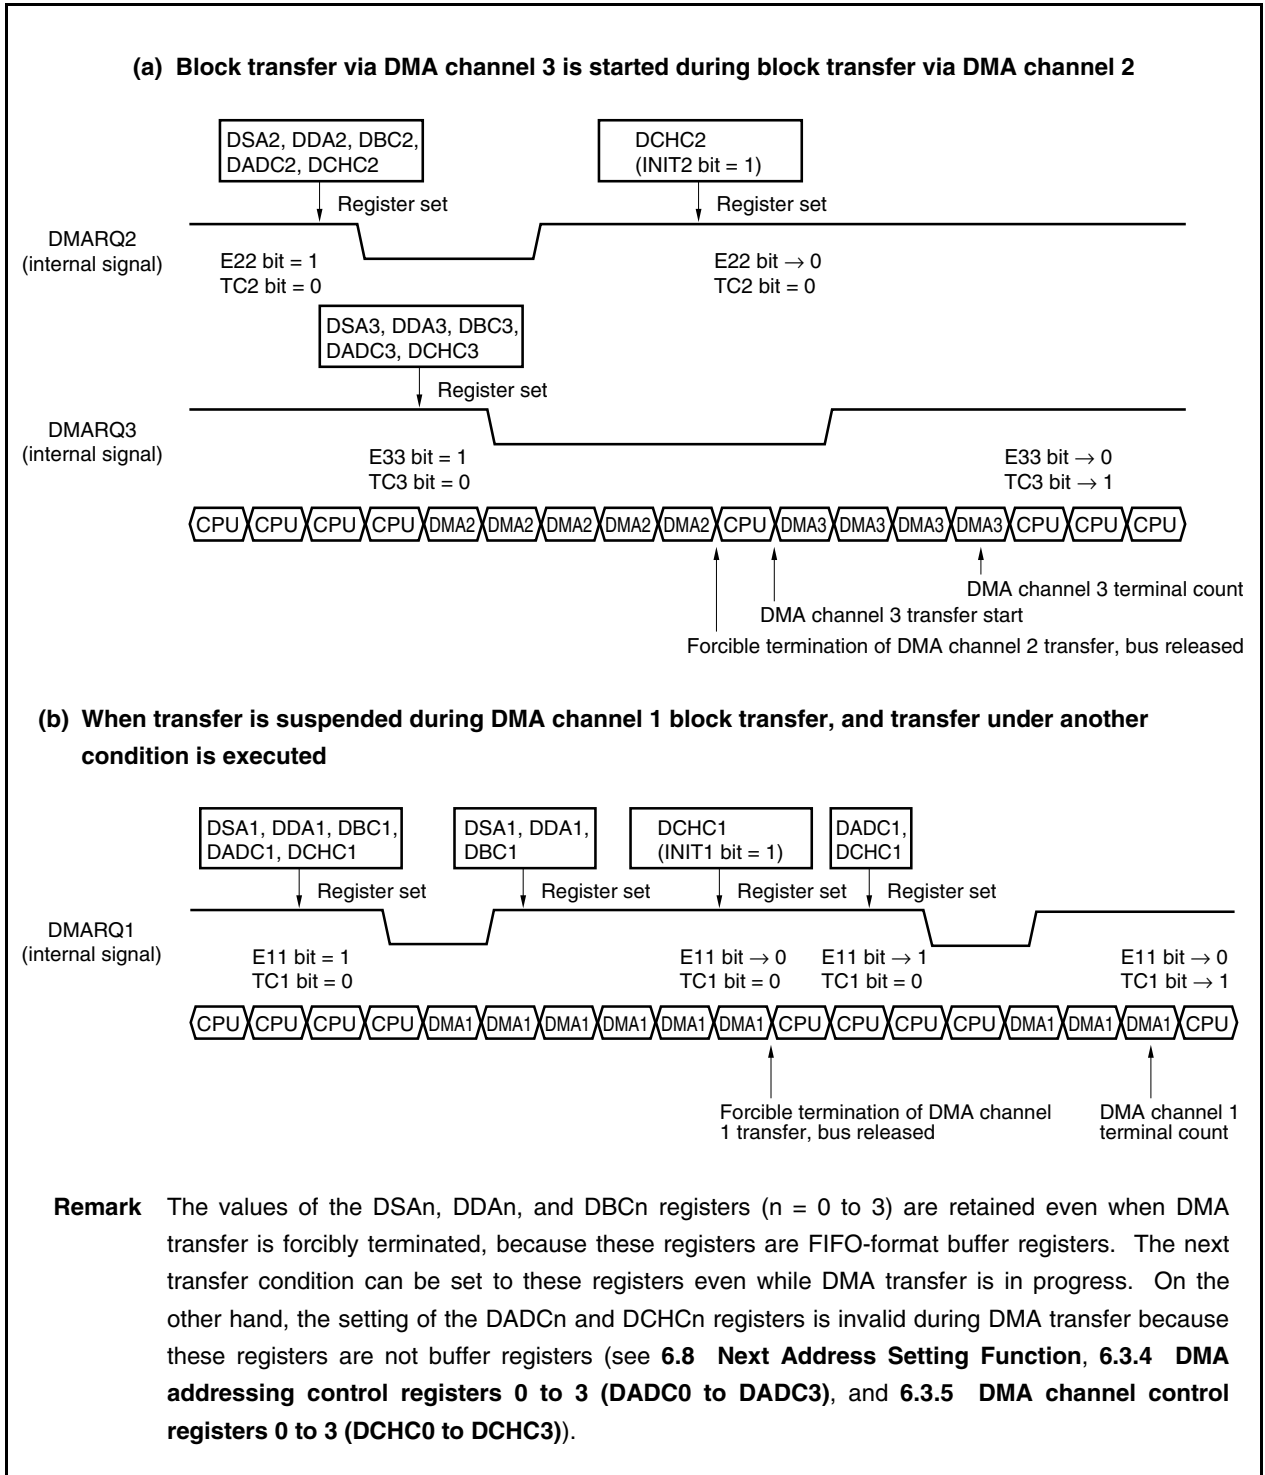 (a) Block transfer via DMA channel 3 is started during block transfer via DMA channel 2
DSA2, DDA2, DBC2,
DADC2, DCHC2
DCHC2
(INIT2 bit = 1)
Register set
Register set
DMARQ2
(internal signal)
E22 bit = 1
TC2 bit = 0
E22 bit → 0
TC2 bit = 0
DSA3, DDA3, DBC3,
DADC3, DCHC3
Register set
DMARQ3
(internal signal)
E33 bit = 1
TC3 bit = 0
E33 bit → 0
TC3 bit → 1
CPU CPU CPU CPU DMA2 DMA2 DMA2 DMA2 DMA2 CPU DMA3 DMA3 DMA3 DMA3 CPU CPU CPU
DMA channel 3 terminal count
DMA channel 3 transfer start
Forcible termination of DMA channel 2 transfer, bus released
(b) When transfer is suspended during DMA channel 1 block transfer, and transfer under another
condition is executed
DSA1, DDA1, DBC1,
DADC1, DCHC1
DSA1, DDA1,
DBC1
DCHC1
(INIT1 bit = 1)
DADC1,
DCHC1
Register set
Register set
Register set
Register set
DMARQ1
(internal signal)
E11 bit = 1
TC1 bit = 0
E11 bit → 0
TC1 bit = 0
E11 bit → 1
TC1 bit = 0
E11 bit → 0
TC1 bit → 1
CPU CPU CPU CPU DMA1 DMA1 DMA1 DMA1 DMA1 DMA1 CPU CPU CPU CPU DMA1 DMA1 DMA1 CPU
Forcible termination of DMA channel
1 transfer, bus released
DMA channel 1
terminal count
Remark The values of the DSAn, DDAn, and DBCn registers (n = 0 to 3) are retained even when DMA
transfer is forcibly terminated, because these registers are FIFO-format buffer registers. The next
transfer condition can be set to these registers even while DMA transfer is in progress. On the
other hand, the setting of the DADCn and DCHCn registers is invalid during DMA transfer because
these registers are not buffer registers (see 6.8 Next Address Setting Function, 6.3.4 DMA
addressing control registers 0 to 3 (DADC0 to DADC3), and 6.3.5 DMA channel control
registers 0 to 3 (DCHC0 to DCHC3)).